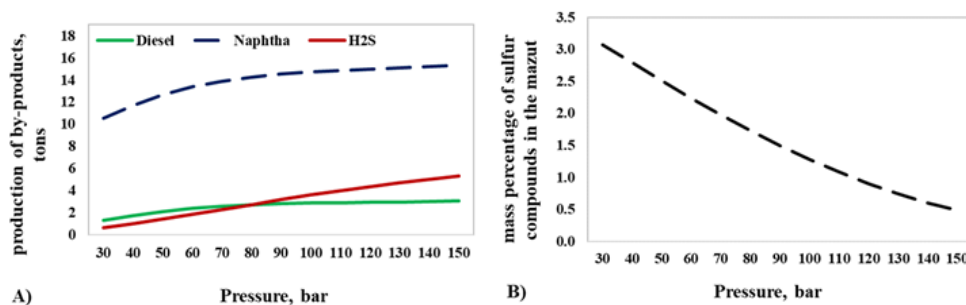 Diesel Naphtha H2S
production of by-products,
tons
18
16
14
12
10
8
6
4
2
0
30 40 50 60 70 80 90 100 110 120 130 140 150
Pressure, bar
A)
mass percentage of sulfur
compounds in the mazut
3.5
3.0
2.5
2.0
1.5
1.0
0.5
0.0
30 40 50 60 70 80 90 100 110 120 130 140 150
Pressure, bar
B)